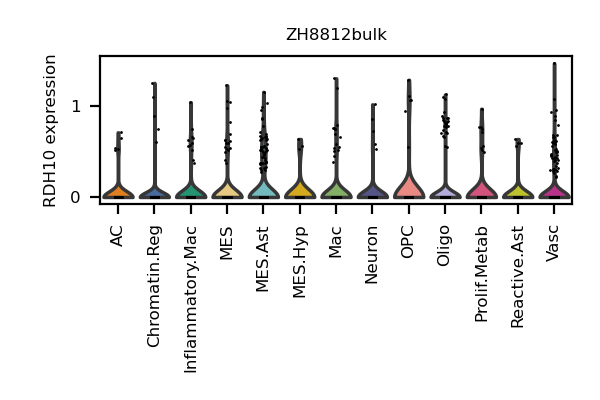 ZH8812bulk
RDH10 expression
1
0
AC
Chromatin.Reg
Inflammatory.Mac
MES
MES.Ast
MES.Hyp
Mac
Neuron
OPC
Oligo
Prolif.Metab
Reactive.Ast
Vasc